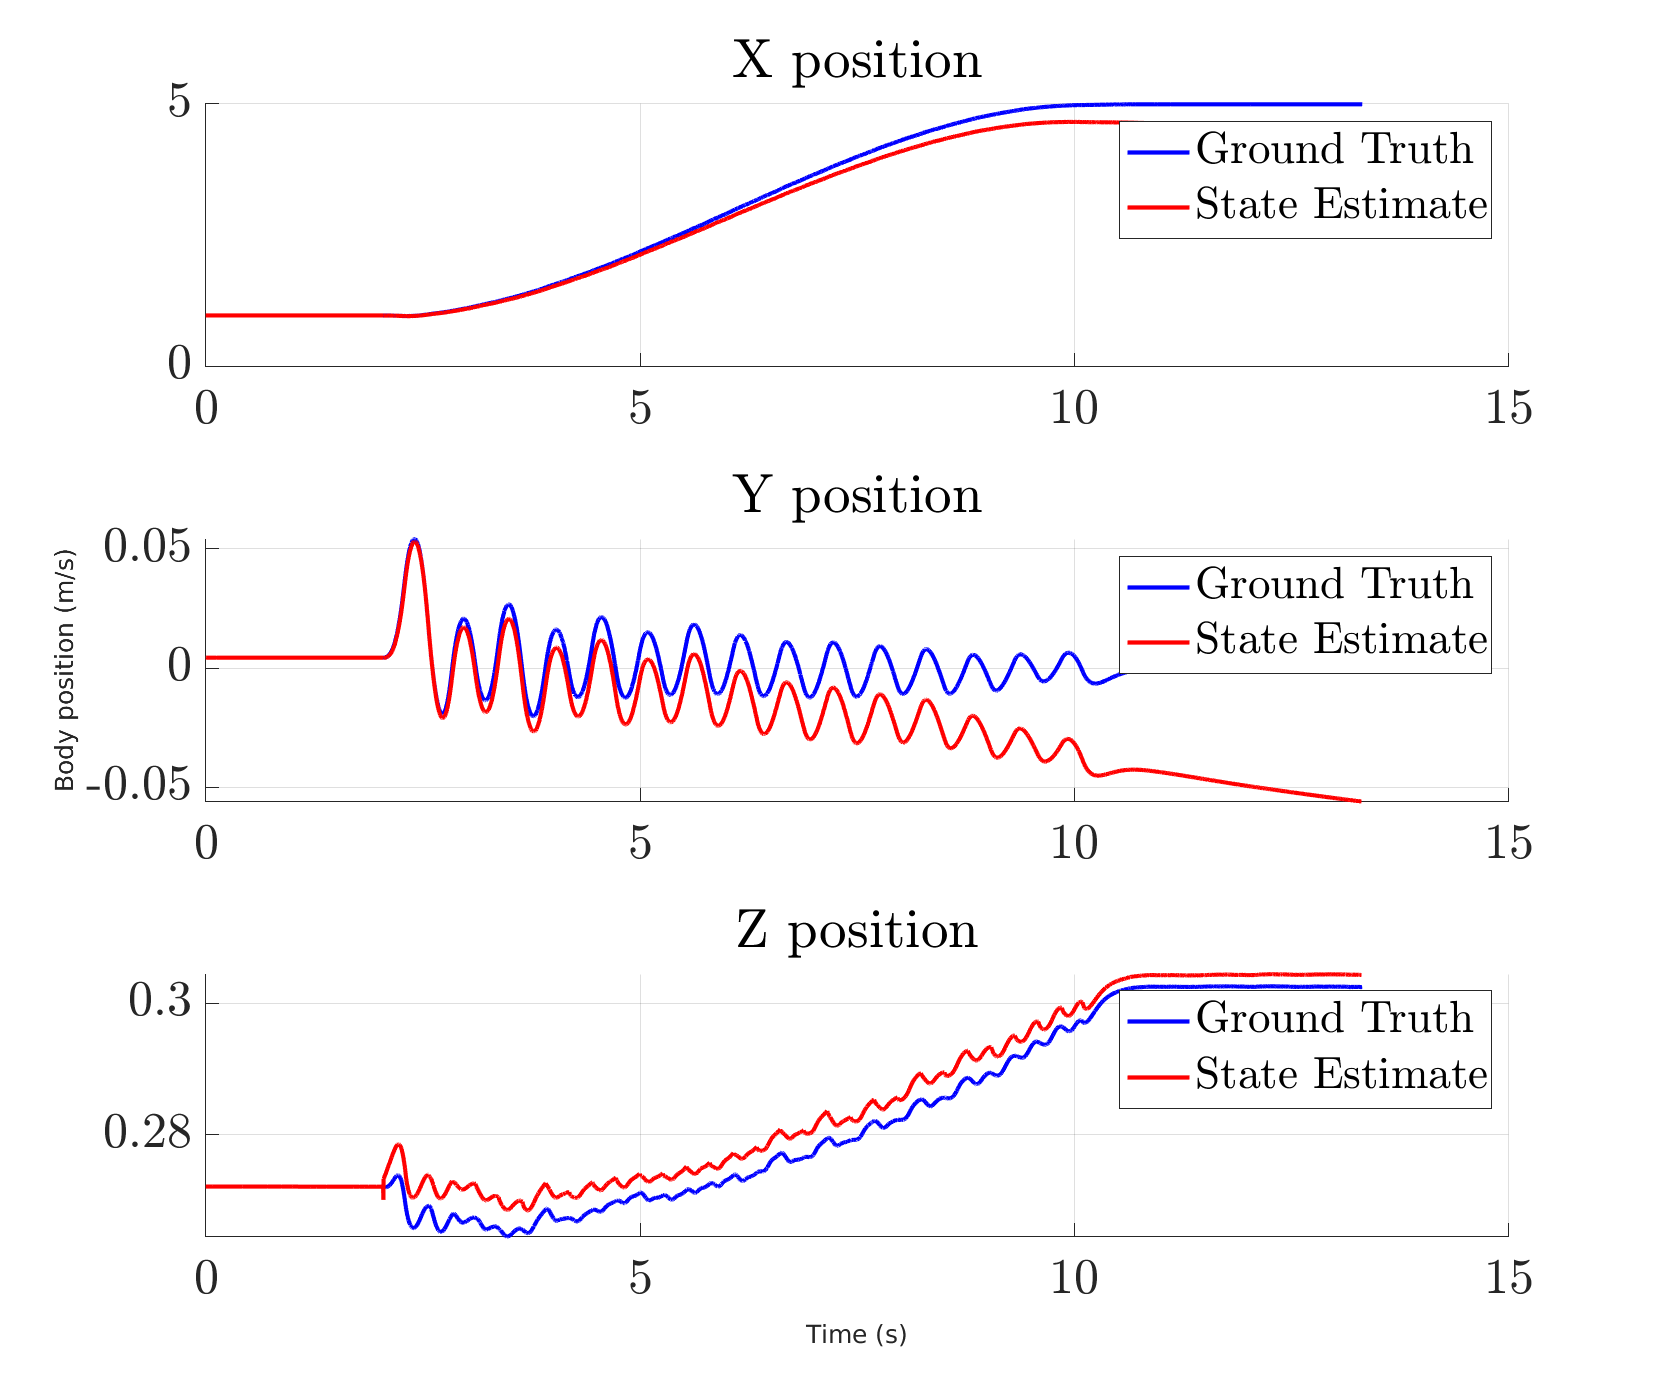 X position
5
0
0 5 10 15
Ground Truth
State Estimate
Y position
Body position (m/s)
0.05
0
-0.05
0 5 10 15
Ground Truth
State Estimate
Z position
0.3
0.28
0 5 10 15
Ground Truth
State Estimate
Time (s)